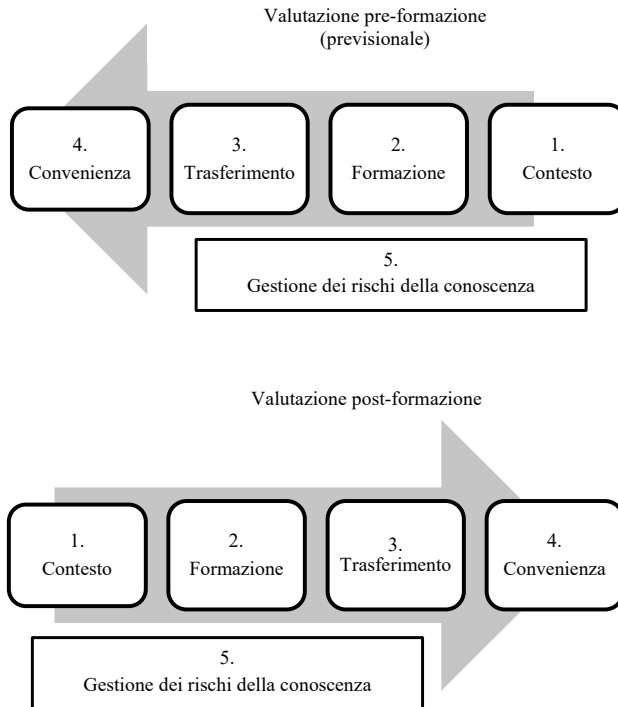 Valutazione pre-formazione
(previsionale)
4.
Convenienza
3.
Trasferimento
2.
Formazione
1.
Contesto
5.
Gestione dei rischi della conoscenza
Valutazione post-formazione
1.
Contesto
2.
Formazione
3.
Trasferimento
4.
Convenienza
5.
Gestione dei rischi della conoscenza